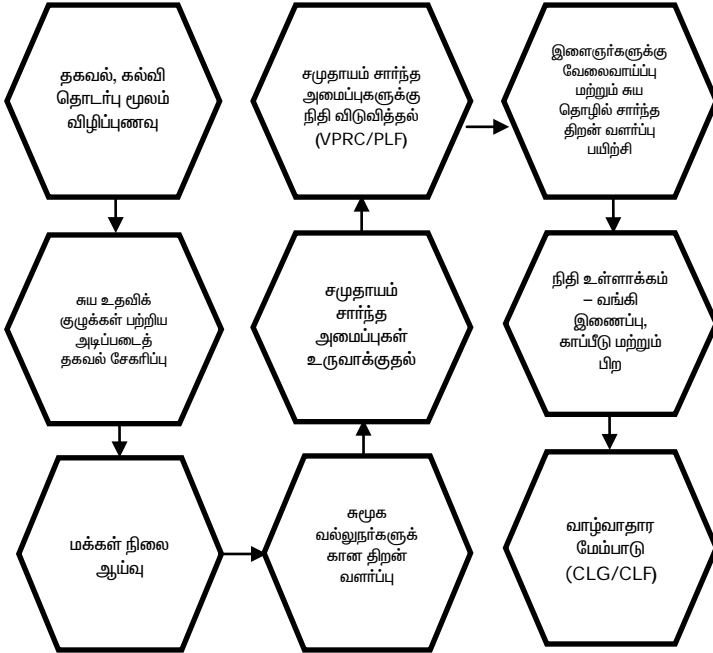 தகவல், கல்வி
தொடர்பு மூலம்
விழிப்புணவு
சுய உதவிக்
குழுக்கள் பற்றிய
அடிப்படைத்
தகவல் சேகரிப்பு
மக்கள் நிலை
ஆய்வு
சுமூக
வல்லுநர்களுக்
கான திறன்
வளர்ப்பு
சமுதாயம்
சார்ந்த
அமைப்புகள்
உருவாக்குதல்
சமுதாயம் சார்ந்த
அமைப்புகளுக்கு
நிதி விடுவித்தல்
(VPRC/PLF)
இளைஞர்களுக்கு
வேலைவாய்ப்பு
மற்றும் சுய
தொழில் சார்ந்த
திறன் வளர்ப்பு
பயிற்சி
நிதி உள்ளாக்கம்
– வங்கி
இணைப்பு,
காப்பீடு மற்றும்
பிற
வாழ்வாதார
மேம்பாடு
(CLG/CLF)